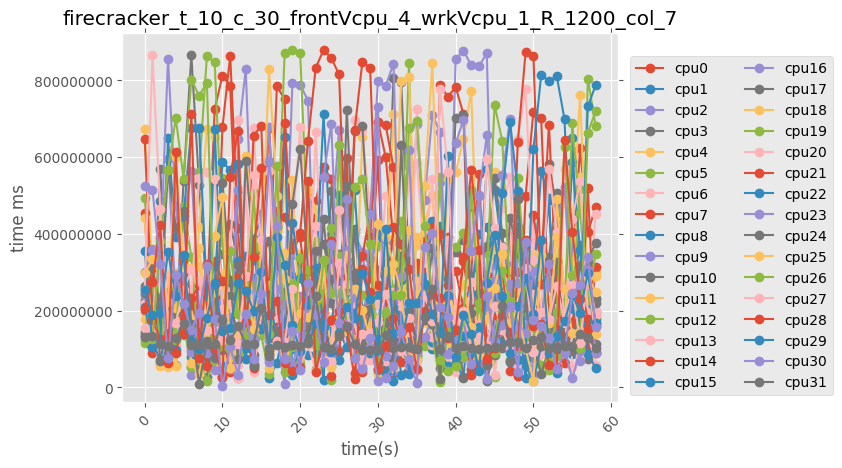 firecracker_t_10_c_30_frontVcpu_4_wrkVcpu_1_R_1200_col_7
time ms
800000000
600000000
400000000
200000000
0
0
10
20
30
40
50
60
time(s)
cpu0
cpu1
cpu2
cpu3
cpu4
cpu5
cpu6
cpu7
cpu8
cpu9
cpu10
cpu11
cpu12
cpu13
cpu14
cpu15
cpu16
cpu17
cpu18
cpu19
cpu20
cpu21
cpu22
cpu23
cpu24
cpu25
cpu26
cpu27
cpu28
cpu29
cpu30
cpu31